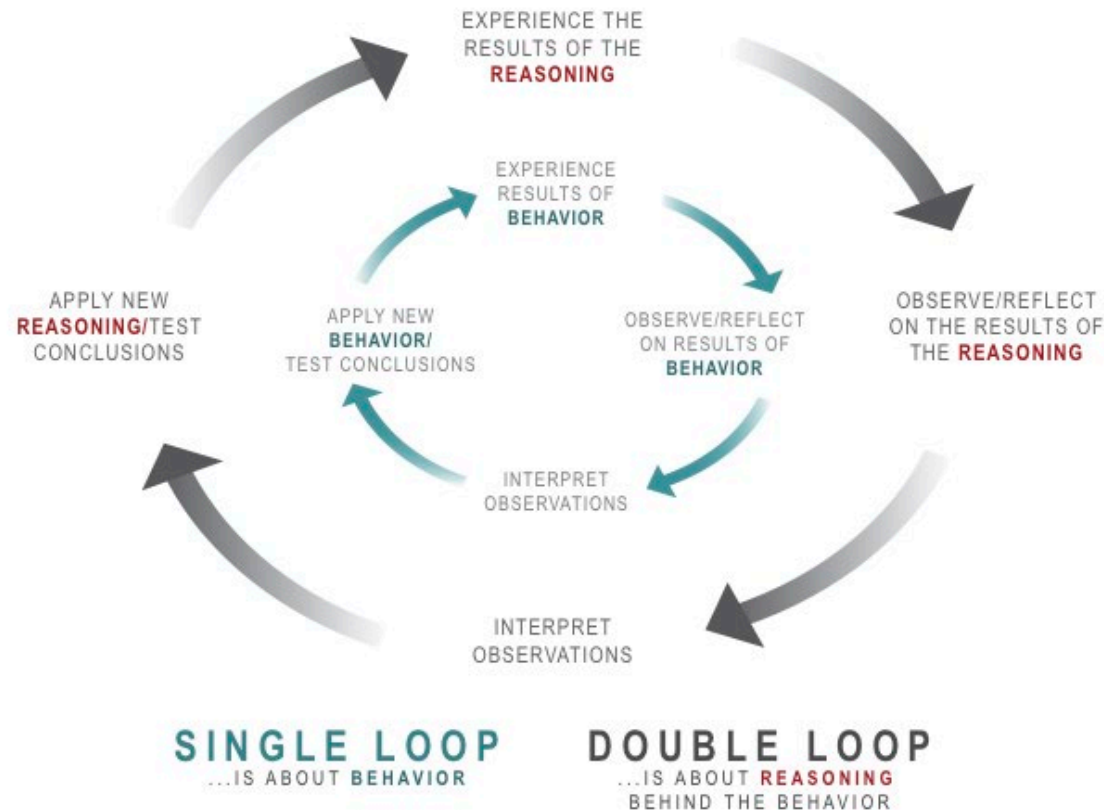 EXPERIENCE THE
RESULTS OF THE
REASONING
EXPERIENCE
RESULTS OF
BEHAVIOR
APPLY NEW
REASONING/TEST
CONCLUSIONS
APPLY NEW
BEHAVIOR/
TEST CONCLUSIONS
OBSERVE/REFLECT
ON RESULTS OF
BEHAVIOR
OBSERVE/REFLECT
ON THE RESULTS OF
THE REASONING
INTERPRET
OBSERVATIONS
INTERPRET
OBSERVATIONS
SINGLE LOOP
...IS ABOUT BEHAVIOR
DOUBLE LOOP
...IS ABOUT REASONING
BEHIND THE BEHAVIOR